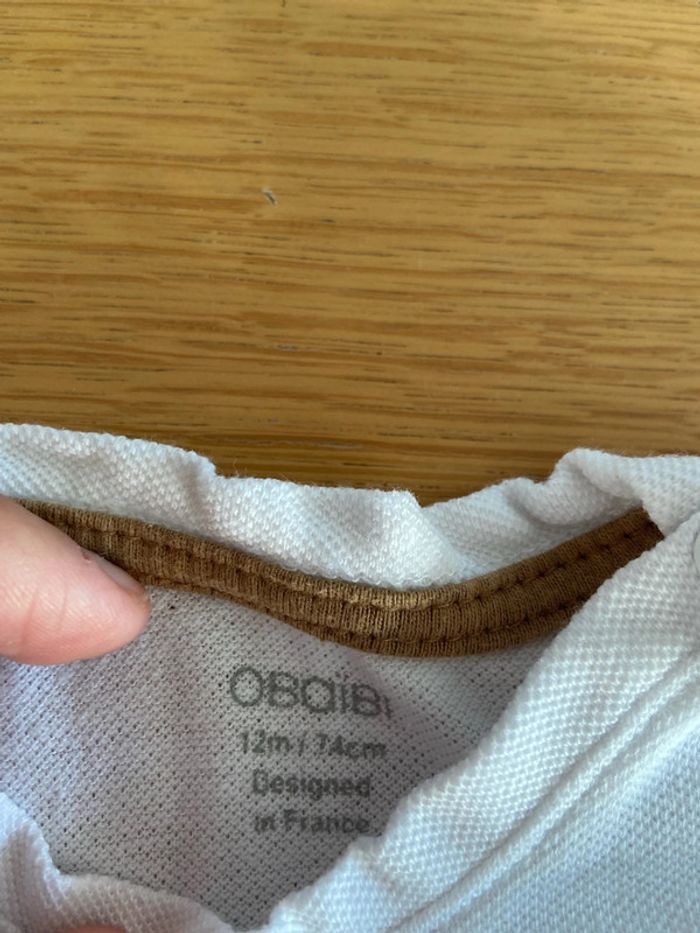 OBaïBi
12m / 74cm
Designed
in France